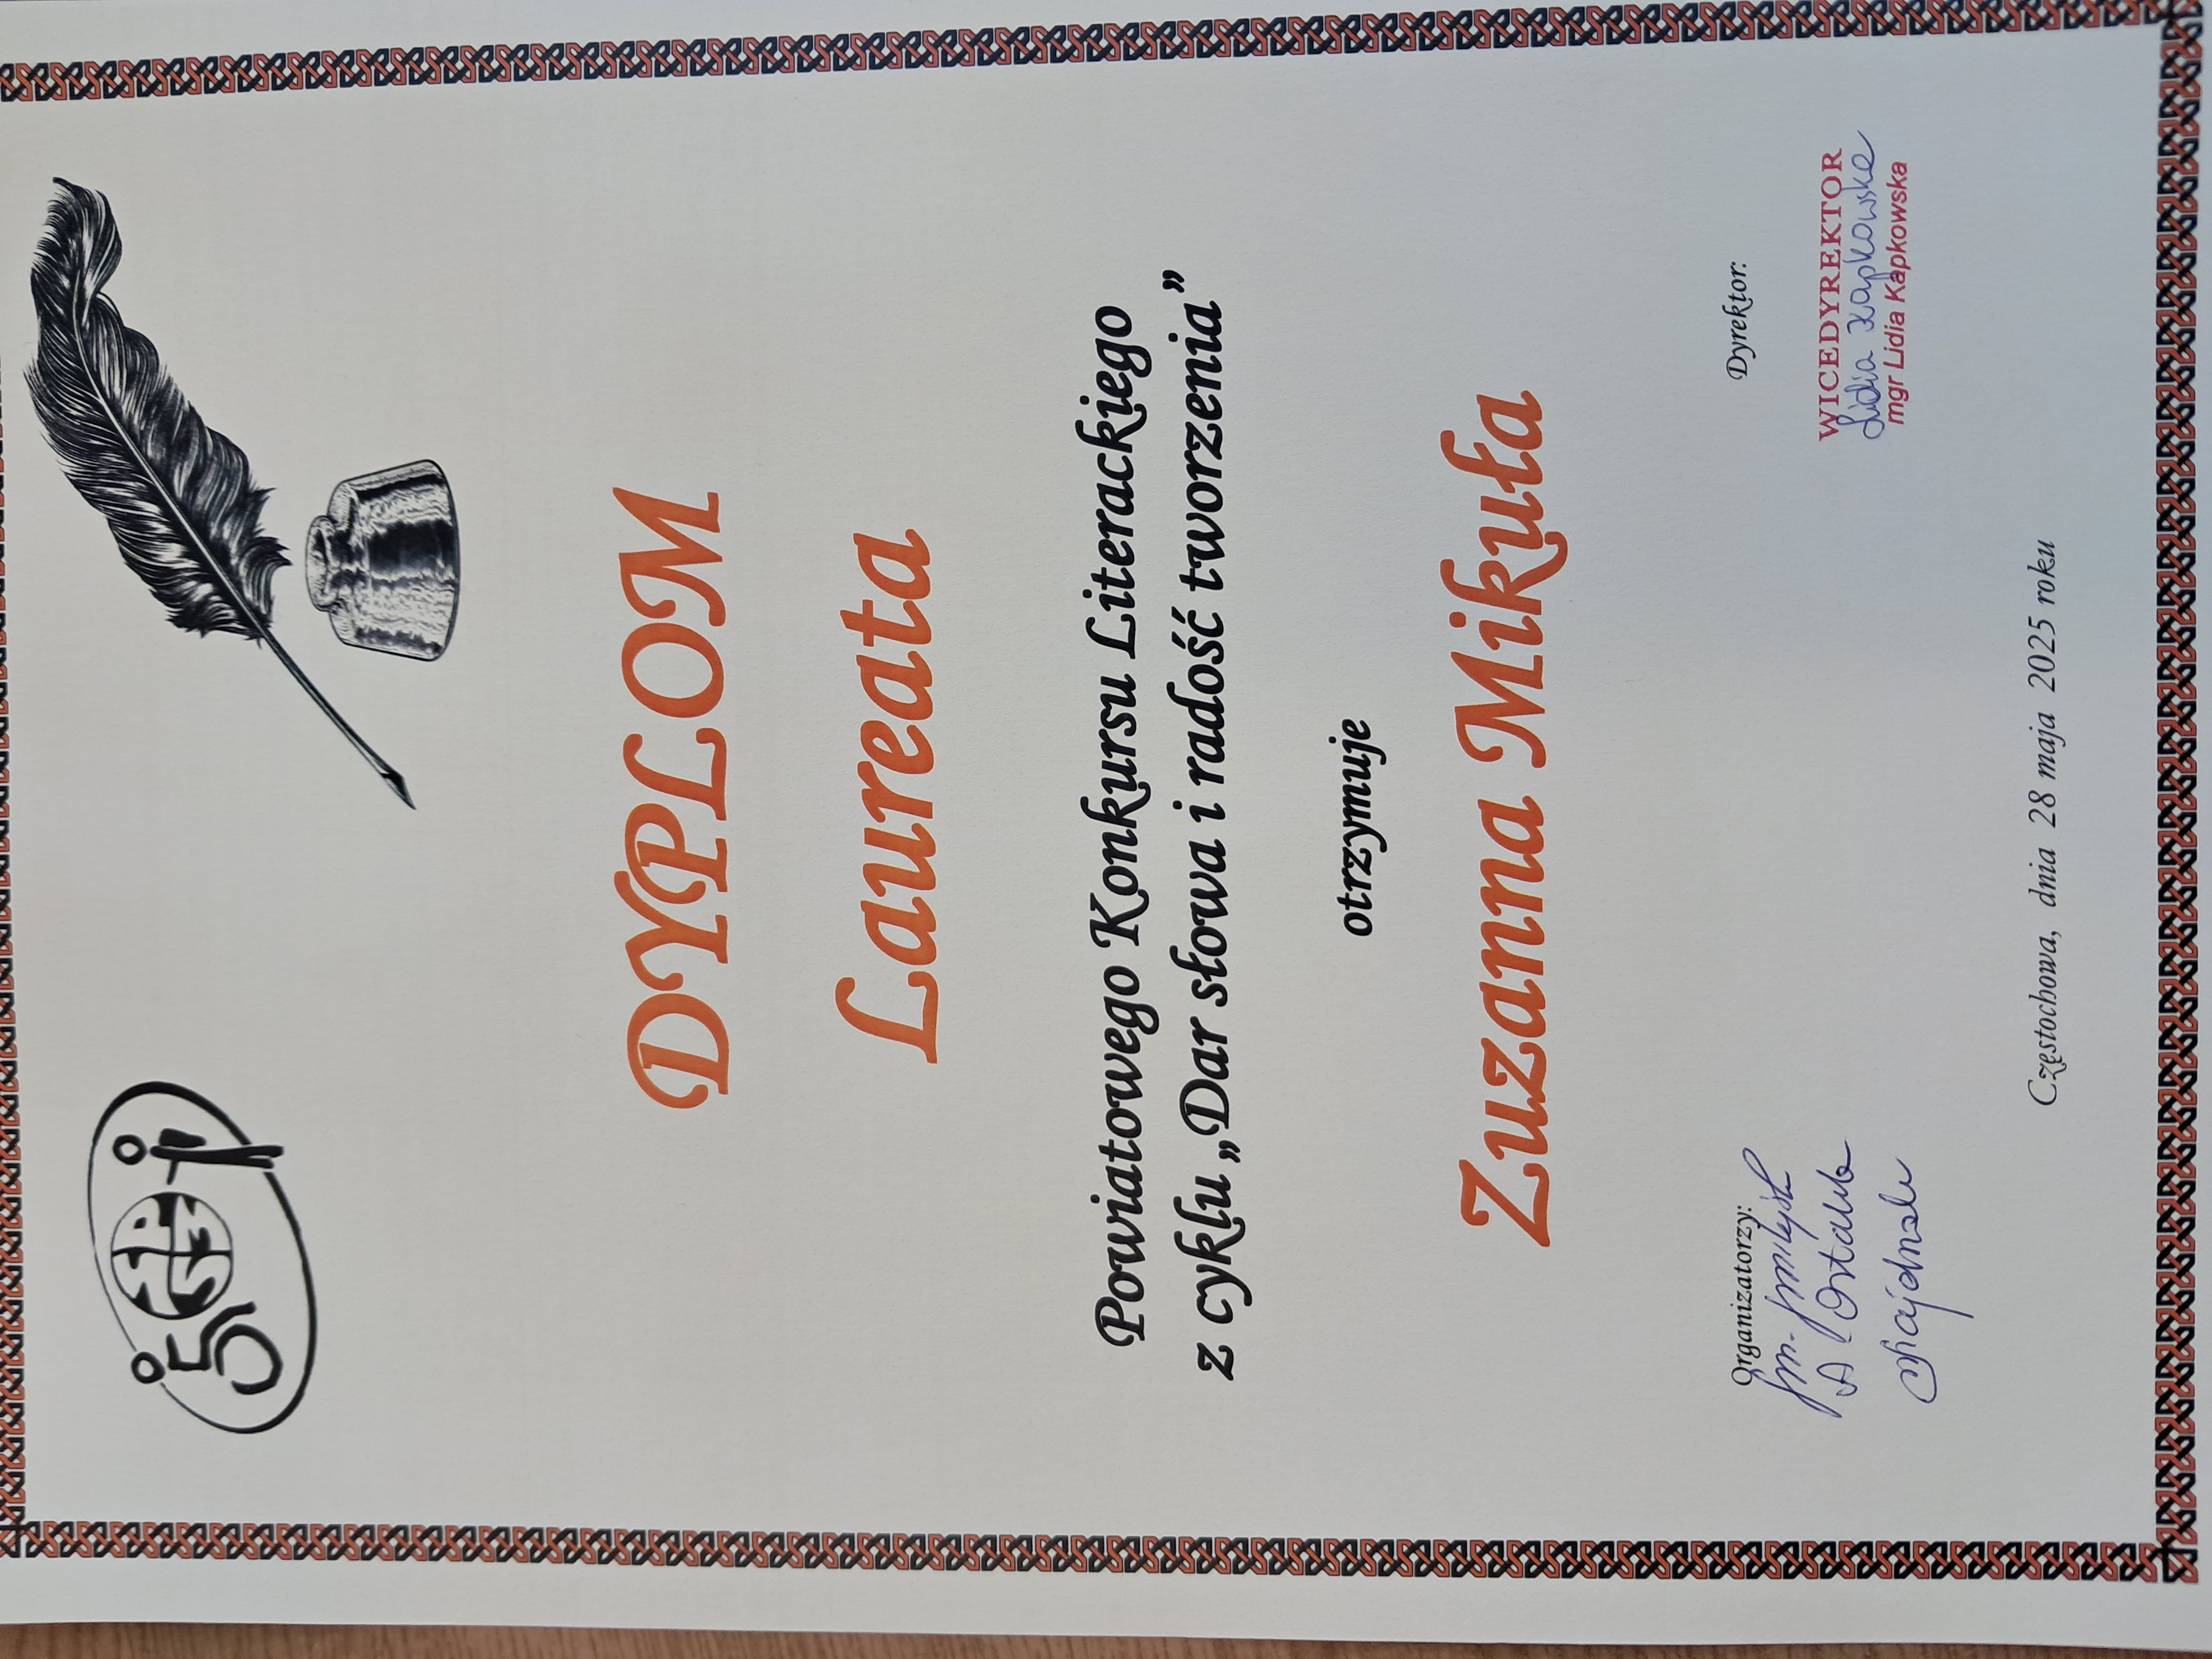 DYPLOM
Laureata
Powiatowego Konkursu Literackiego
z cyklu „Dar słowa i radość tworzenia”
otrzymuje
Zuzanna Mikuła
Organizatorzy:
Dyrektor:
WICEDYREKTOR
Lidia Kapkowska
mgr Lidia Kapkowska
Częstochowa, dnia 28 maja 2025 roku